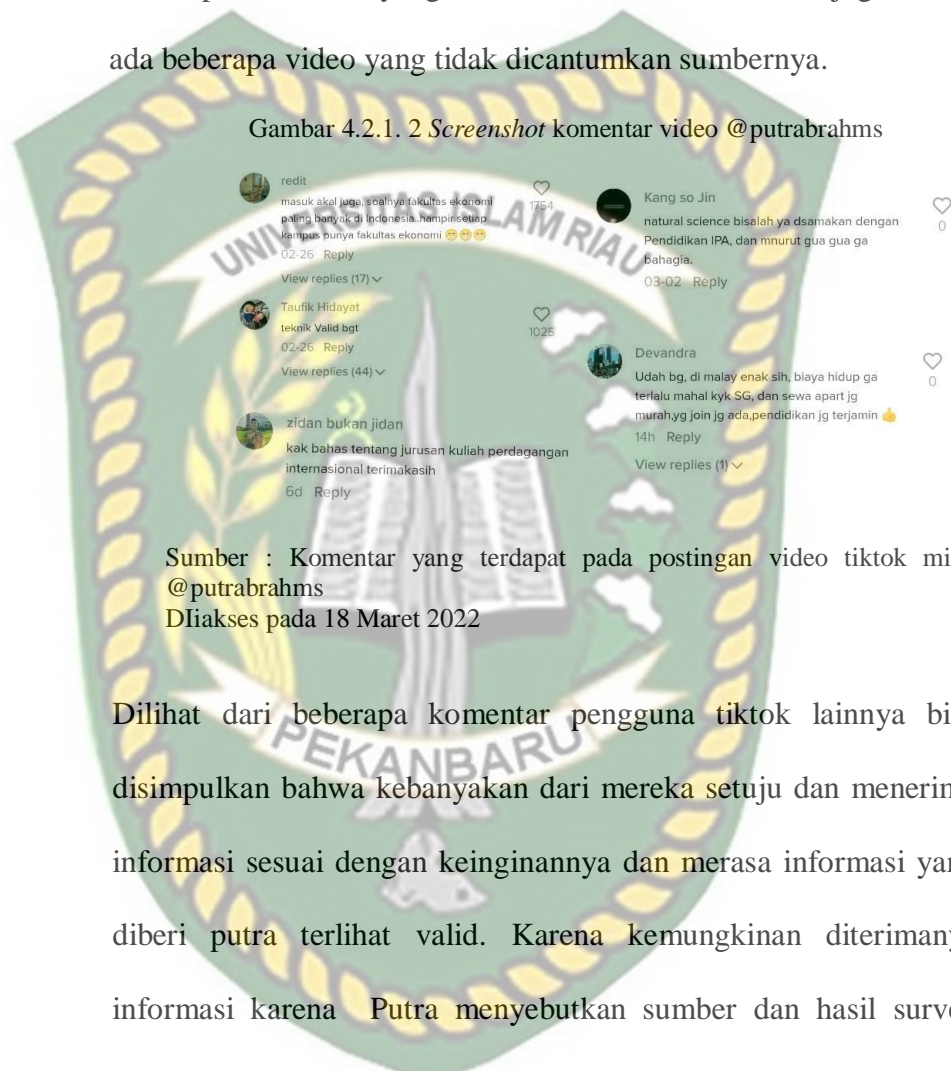 ada beberapa video yang tidak dicantumkan sumbernya.
Gambar 4.2.1. 2 Screenshot komentar video @putrabrahms
redit
masuk akal juga, soalnya fakultas ekonomi
paling banyak di Indonesia..hampir setiap
kampus punya fakultas ekonomi 😁😁😁
1754
02-26 Reply
View replies (17)
Taufik Hidayat
teknik Valid bgt
1025
02-26 Reply
View replies (44)
zidan bukan jidan
kak bahas tentang jurusan kuliah perdagangan
internasional terimakasih
6d Reply
Kang so Jin
natural science bisalah ya dsamakan dengan
Pendidikan IPA, dan mnurut gua gua ga
bahagia.
0
03-02 Reply
Devandra
Udah bg, di malay enak sih, biaya hidup ga
terlalu mahal kyk SG, dan sewa apart jg
murah,yg join jg ada,pendidikan jg terjamin 👍
0
14h Reply
View replies (1)
UNIVERSITAS ISLAM RIAU
Sumber : Komentar yang terdapat pada postingan video tiktok
@putrabrahms
DIiakses pada 18 Maret 2022
Dilihat dari beberapa komentar pengguna tiktok lainnya
disimpulkan bahwa kebanyakan dari mereka setuju dan
informasi sesuai dengan keinginannya dan merasa informasi
diberi putra terlihat valid. Karena kemungkinan
informasi karena Putra menyebutkan sumber dan hasil
PEKANBARU